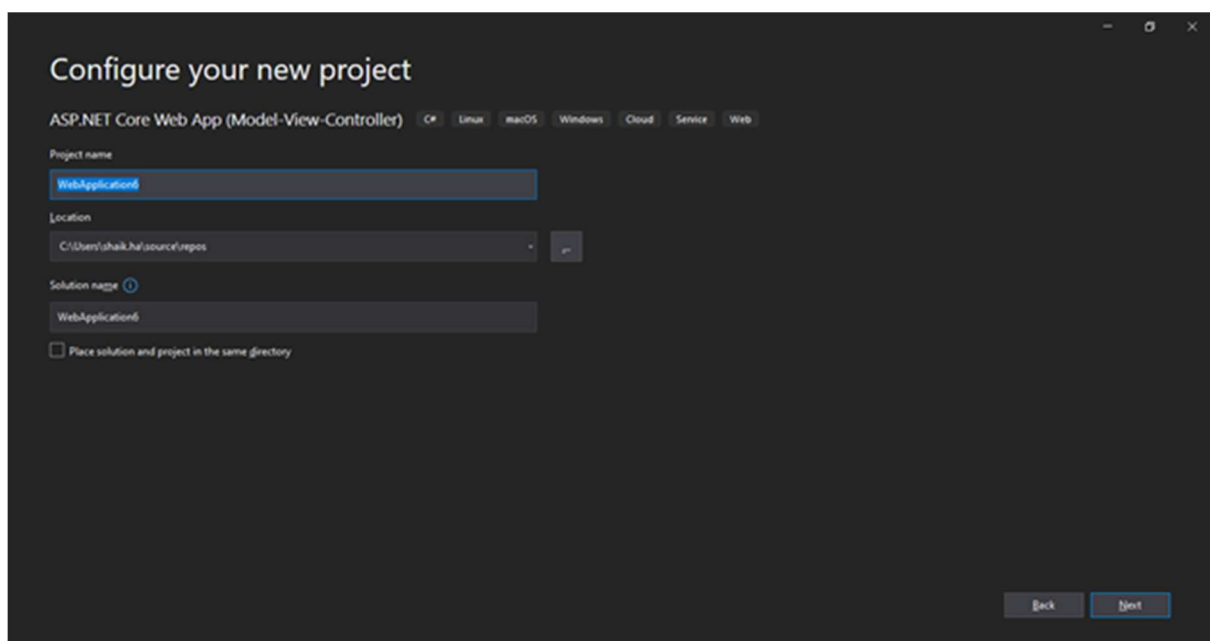 Configure your new project
ASP.NET Core Web App (Model-View-Controller) C# Linux macOS Windows Cloud Service Web
Project name
WebApplication6
Location
C:\Users\shaik.ha\source\repos
...
Solution name
WebApplication6
Place solution and project in the same directory
Back Next